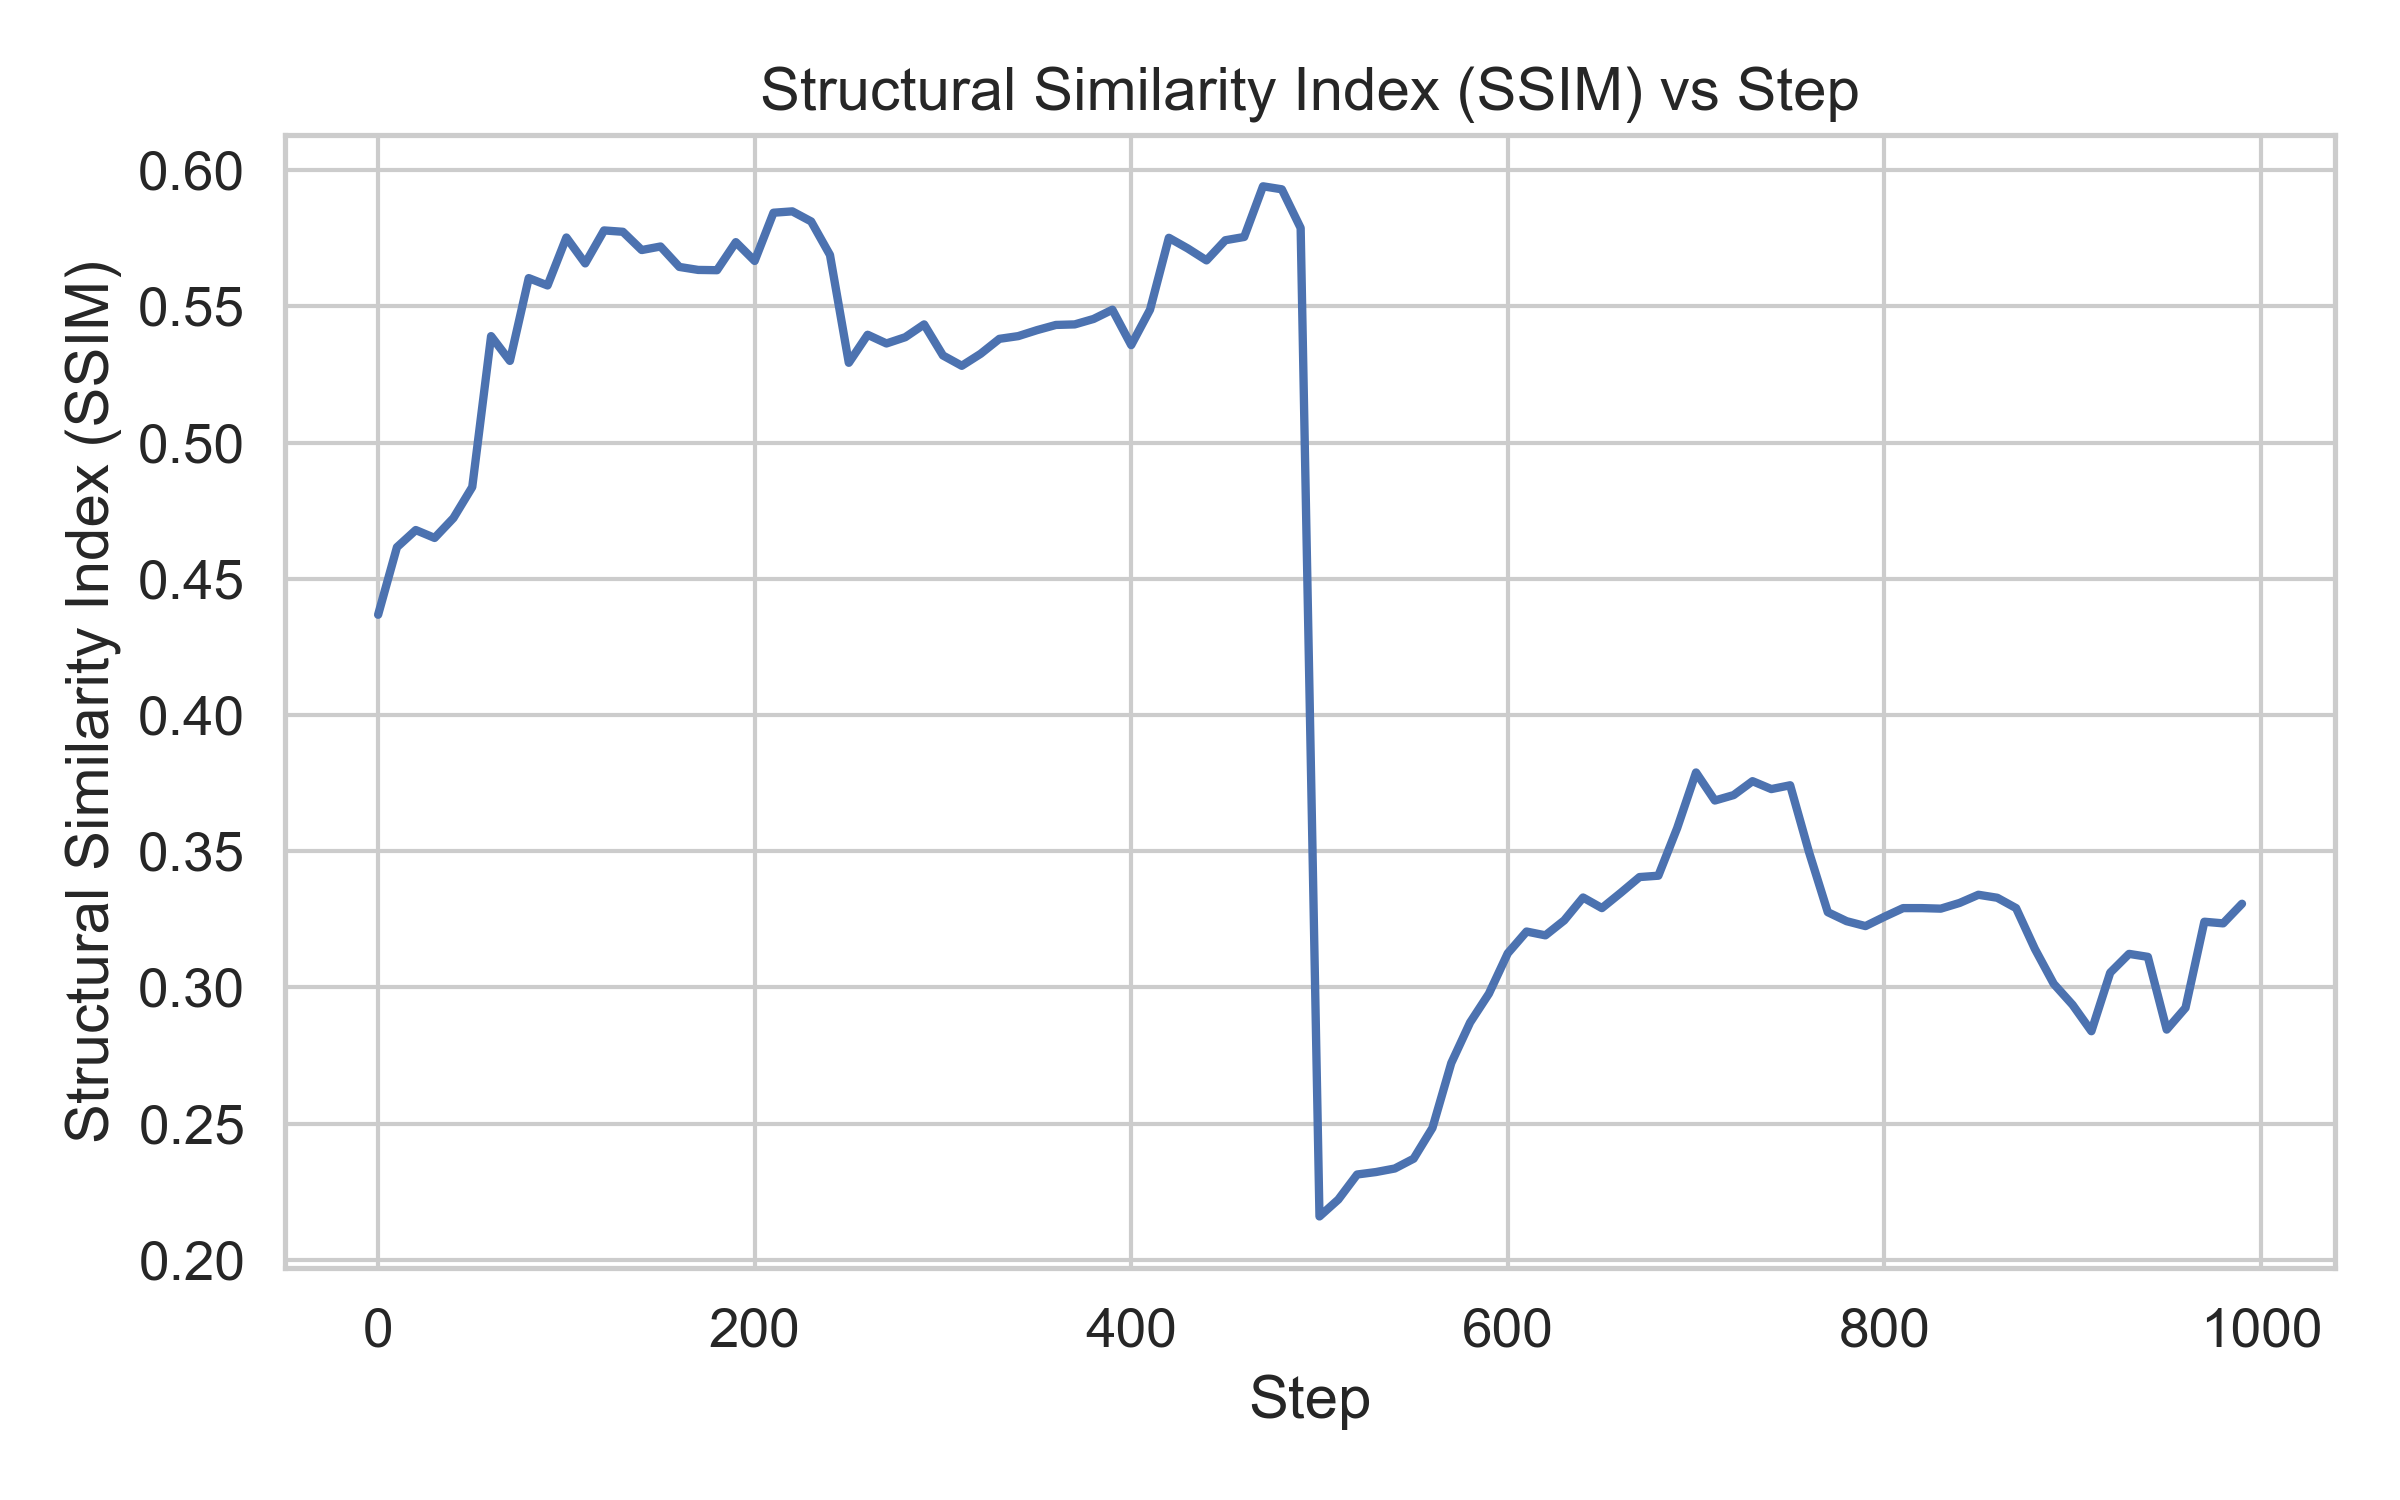 Structural Similarity Index (SSIM) vs Step
Structural Similarity Index (SSIM)
0.60
0.55
0.50
0.45
0.40
0.35
0.30
0.25
0.20
0 200 400 600 800 1000
Step